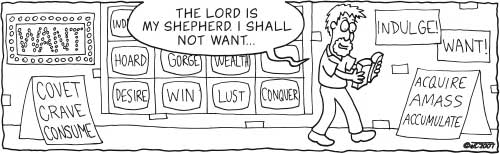 WANT
COVET
CRAVE
CONSUME
IND
HOARD
GORGE
WEALTH
DESIRE
WIN
LUST
CONQUER
THE LORD IS
MY SHEPHERD. I SHALL
NOT WANT...
INDULGE!
WANT!
ACQUIRE
AMASS
ACCUMULATE